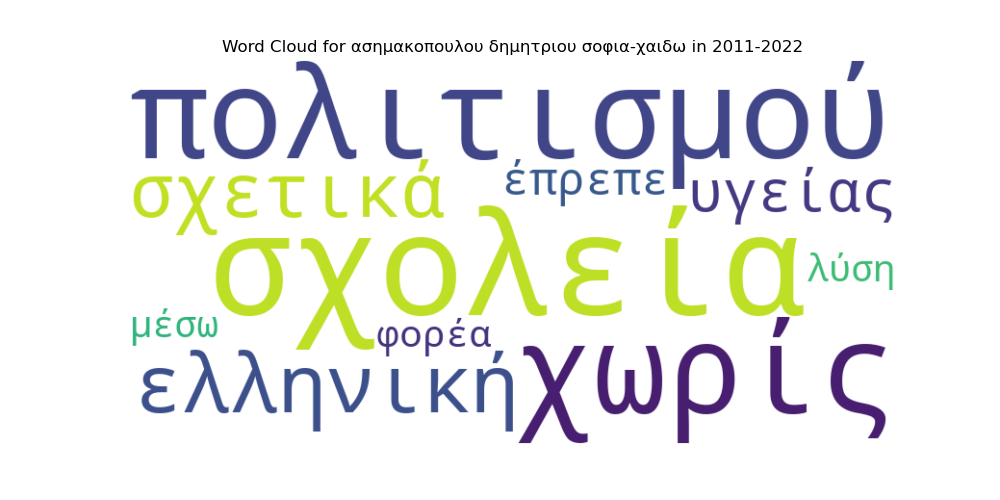 Word Cloud for ασημακοπουλου δημητριου σοφια-χαιδω in 2011-2022
πολιτισμού
σχετικά
έπρεπε
υγείας
σχολεία
λύση
μέσω
φορέα
ελληνική
χωρίς